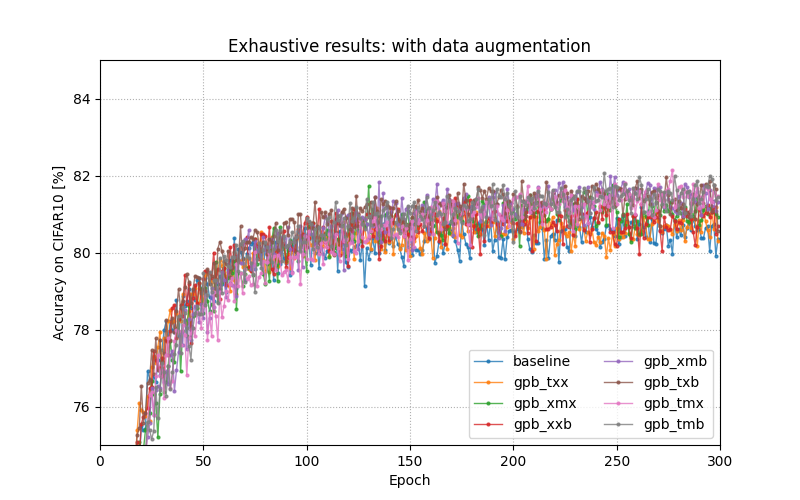 Exhaustive results: with data augmentation
Accuracy on CIFAR10 [%]
84
82
80
78
76
0 50 100 150 200 250 300
Epoch
baseline gpb_xmb
gpb_txx gpb_txb
gpb_xmx gpb_tmx
gpb_xxb gpb_tmb